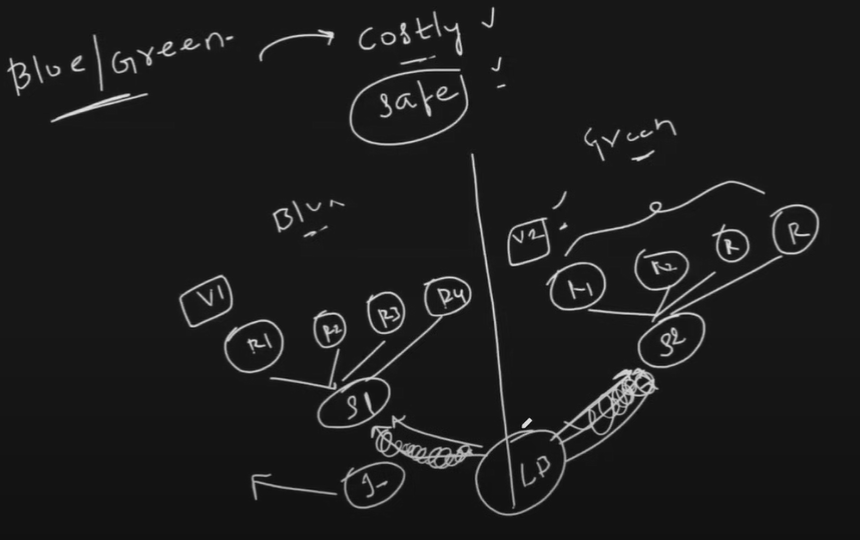 Blue/Green
Costly
Safe
Green
Blue
V2
R1 R2 R R
V1
R1 R2 R3 R4
S2
S1
LB